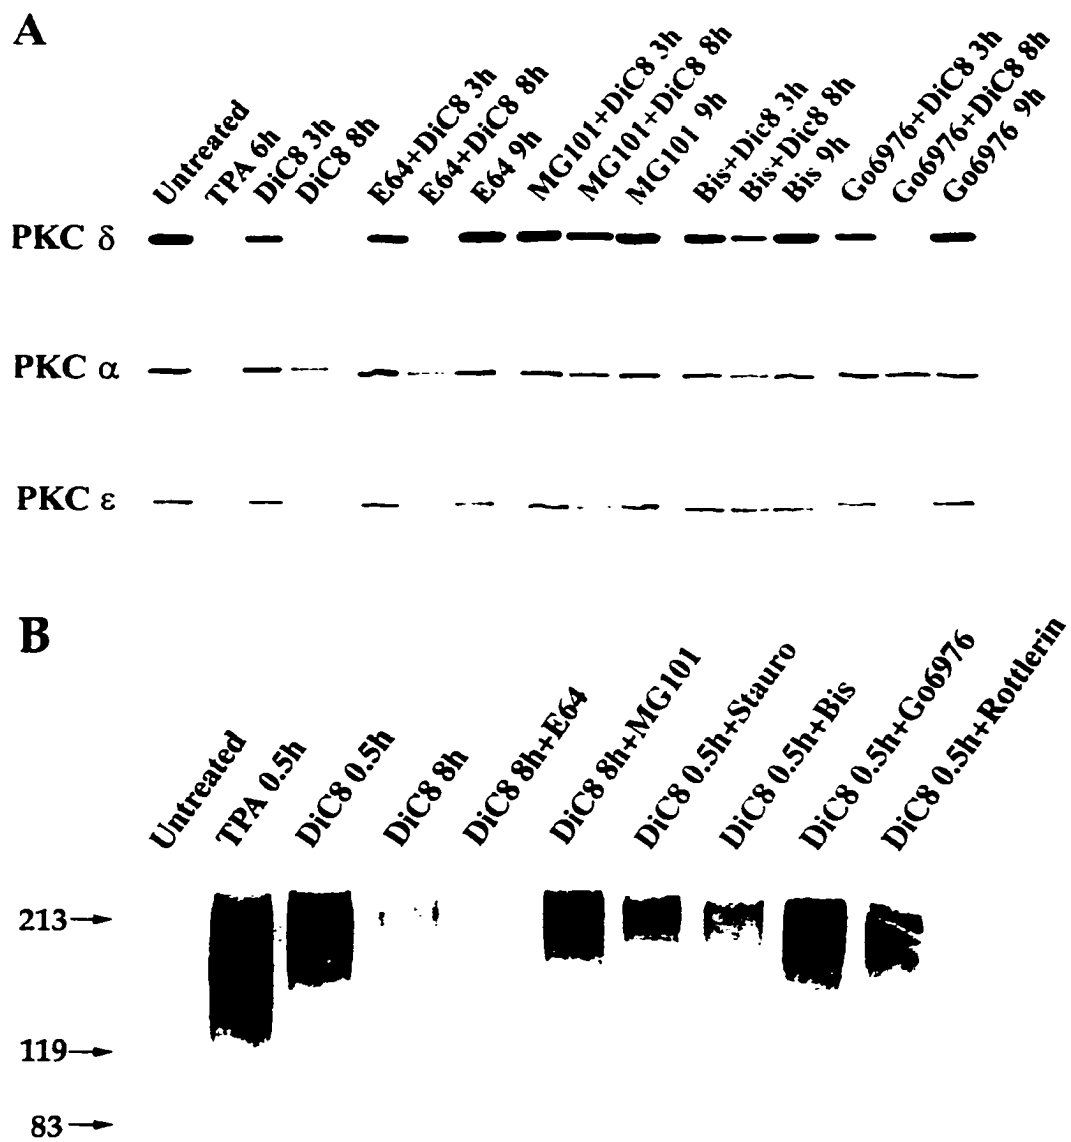 A
Untreated
TPA 6h
DiC8 3h
DiC8 8h
E64+DiC8 3h
E64+DiC8 8h
E64 9h
MG101+DiC8 3h
MG101+DiC8 8h
MG101 9h
Bis+Dic8 3h
Bis+Dic8 8h
Bis 9h
Go6976+DiC8 3h
Go6976+DiC8 8h
Go6976 9h
PKC δ
PKC α
PKC ε
B
Untreated
TPA 0.5h
DiC8 0.5h
DiC8 8h
DiC8 8h+E64
DiC8 8h+MG101
DiC8 0.5h+Stauro
DiC8 0.5h+Bis
DiC8 0.5h+Go6976
DiC8 0.5h+Rottlerin
213
119
83